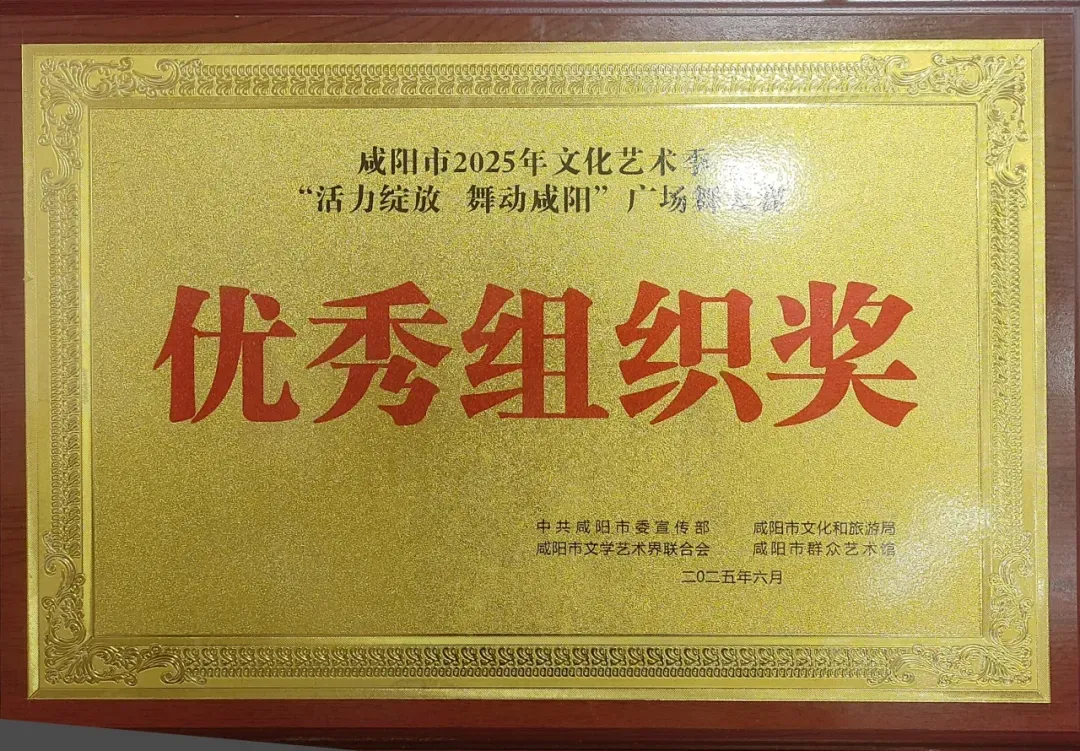 咸阳市2025年文化艺术季
“活力绽放 舞动咸阳”广场舞大赛
优秀组织奖
中共咸阳市委宣传部 咸阳市文化和旅游局
咸阳市文学艺术界联合会 咸阳市群众艺术馆
二〇二五年六月